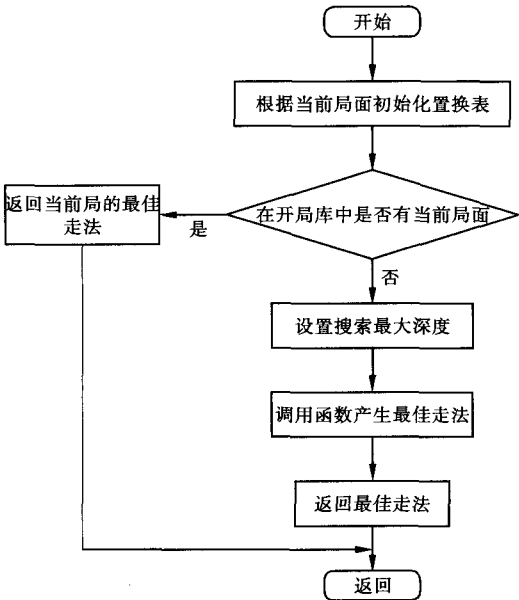 开始
根据当前局面初始化置换表
在开局库中是否有当前局面
是
返回当前局的最佳
走法
否
设置搜索最大深度
调用函数产生最佳走法
返回最佳走法
返回